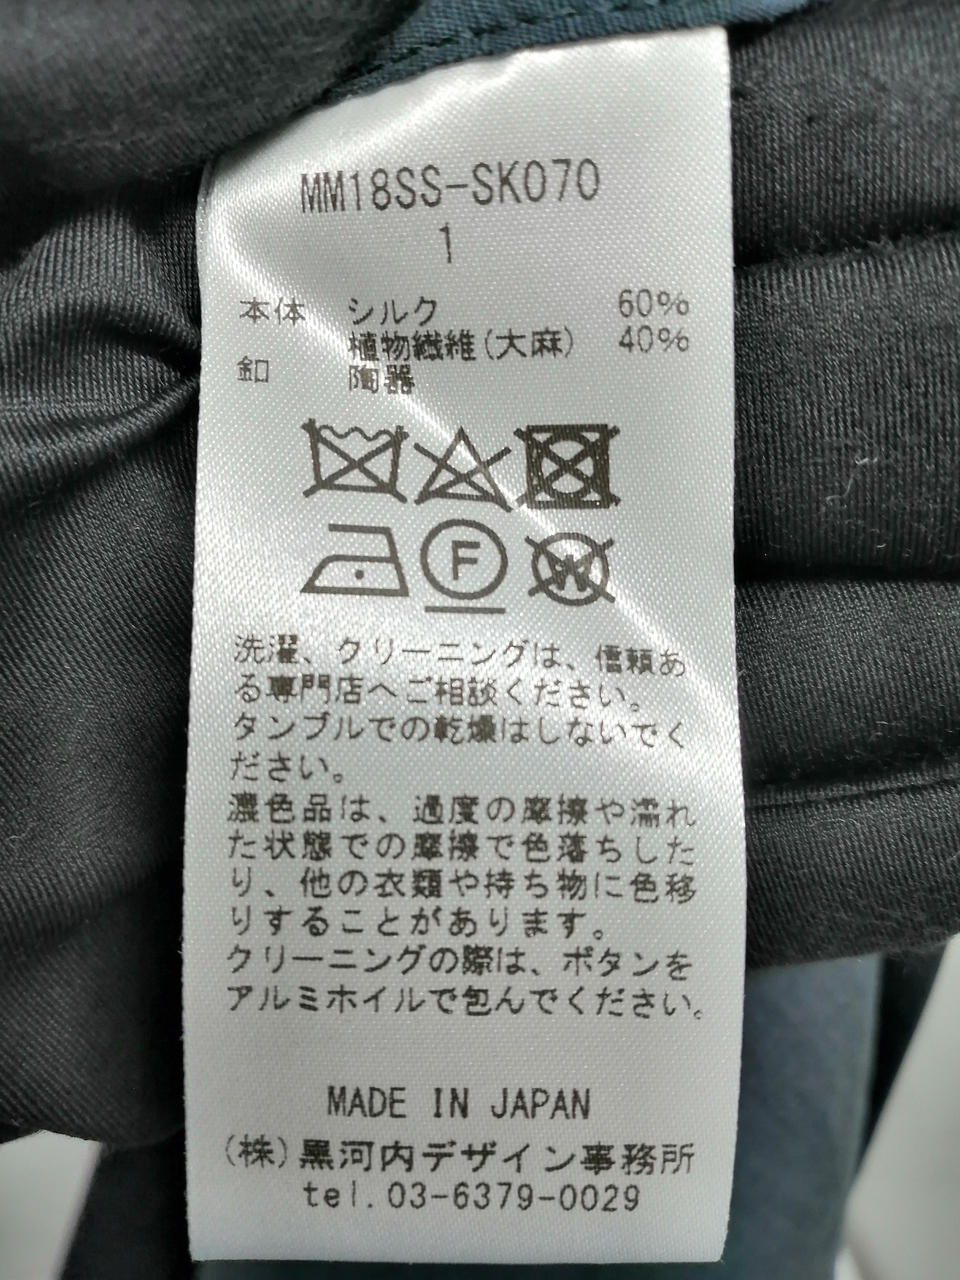 MM18SS-SK070
1
本体 シルク 60%
植物繊維(大麻) 40%
釦 陶器
F
W
洗濯、クリーニングは、信頼あ
る専門店へご相談ください。
タンブルでの乾燥はしないでく
ださい。
濃色品は、過度の摩擦や濡れ
た状態での摩擦で色落ちした
り、他の衣類や持ち物に色移
りすることがあります。
クリーニングの際は、ボタンを
アルミホイルで包んでください。
MADE IN JAPAN
(株)黒河内デザイン事務所
tel.03-6379-0029